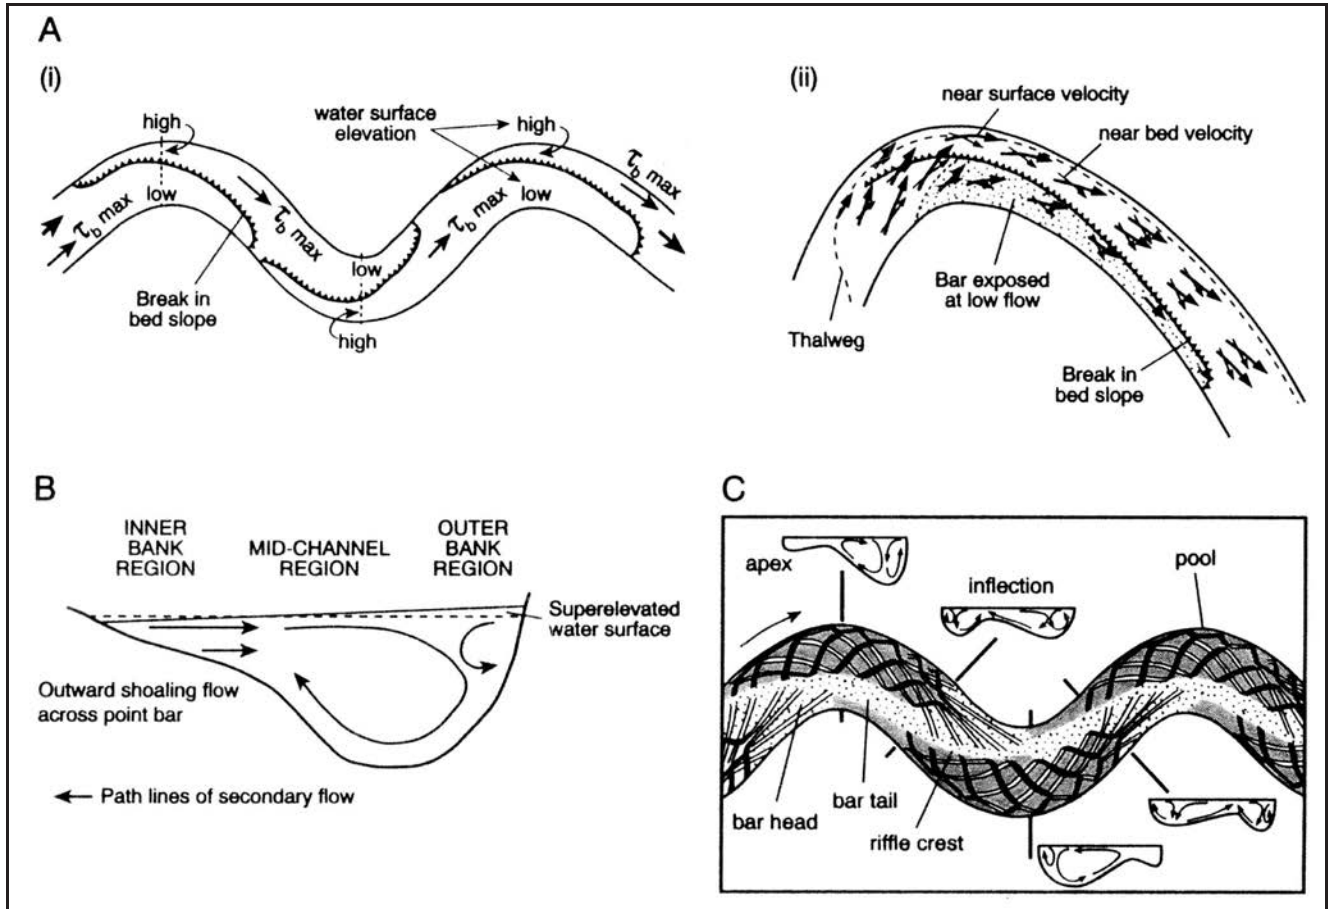 A
(i)
high
water surface
elevation
high
low
low
τb max
τb max
τb max
τb max
low
Break in
bed slope
high
(ii)
near surface velocity
near bed velocity
Bar exposed
at low flow
Thalweg
Break in
bed slope
B
INNER
BANK
REGION
MID-CHANNEL
REGION
OUTER
BANK
REGION
Superelevated
water surface
Outward shoaling flow
across point bar
Path lines of secondary flow
C
apex
inflection
pool
bar head
bar tail
riffle crest